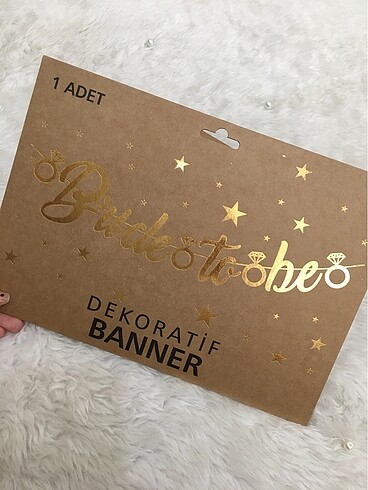 1 ADET
Bride to be
DEKORATİF
BANNER